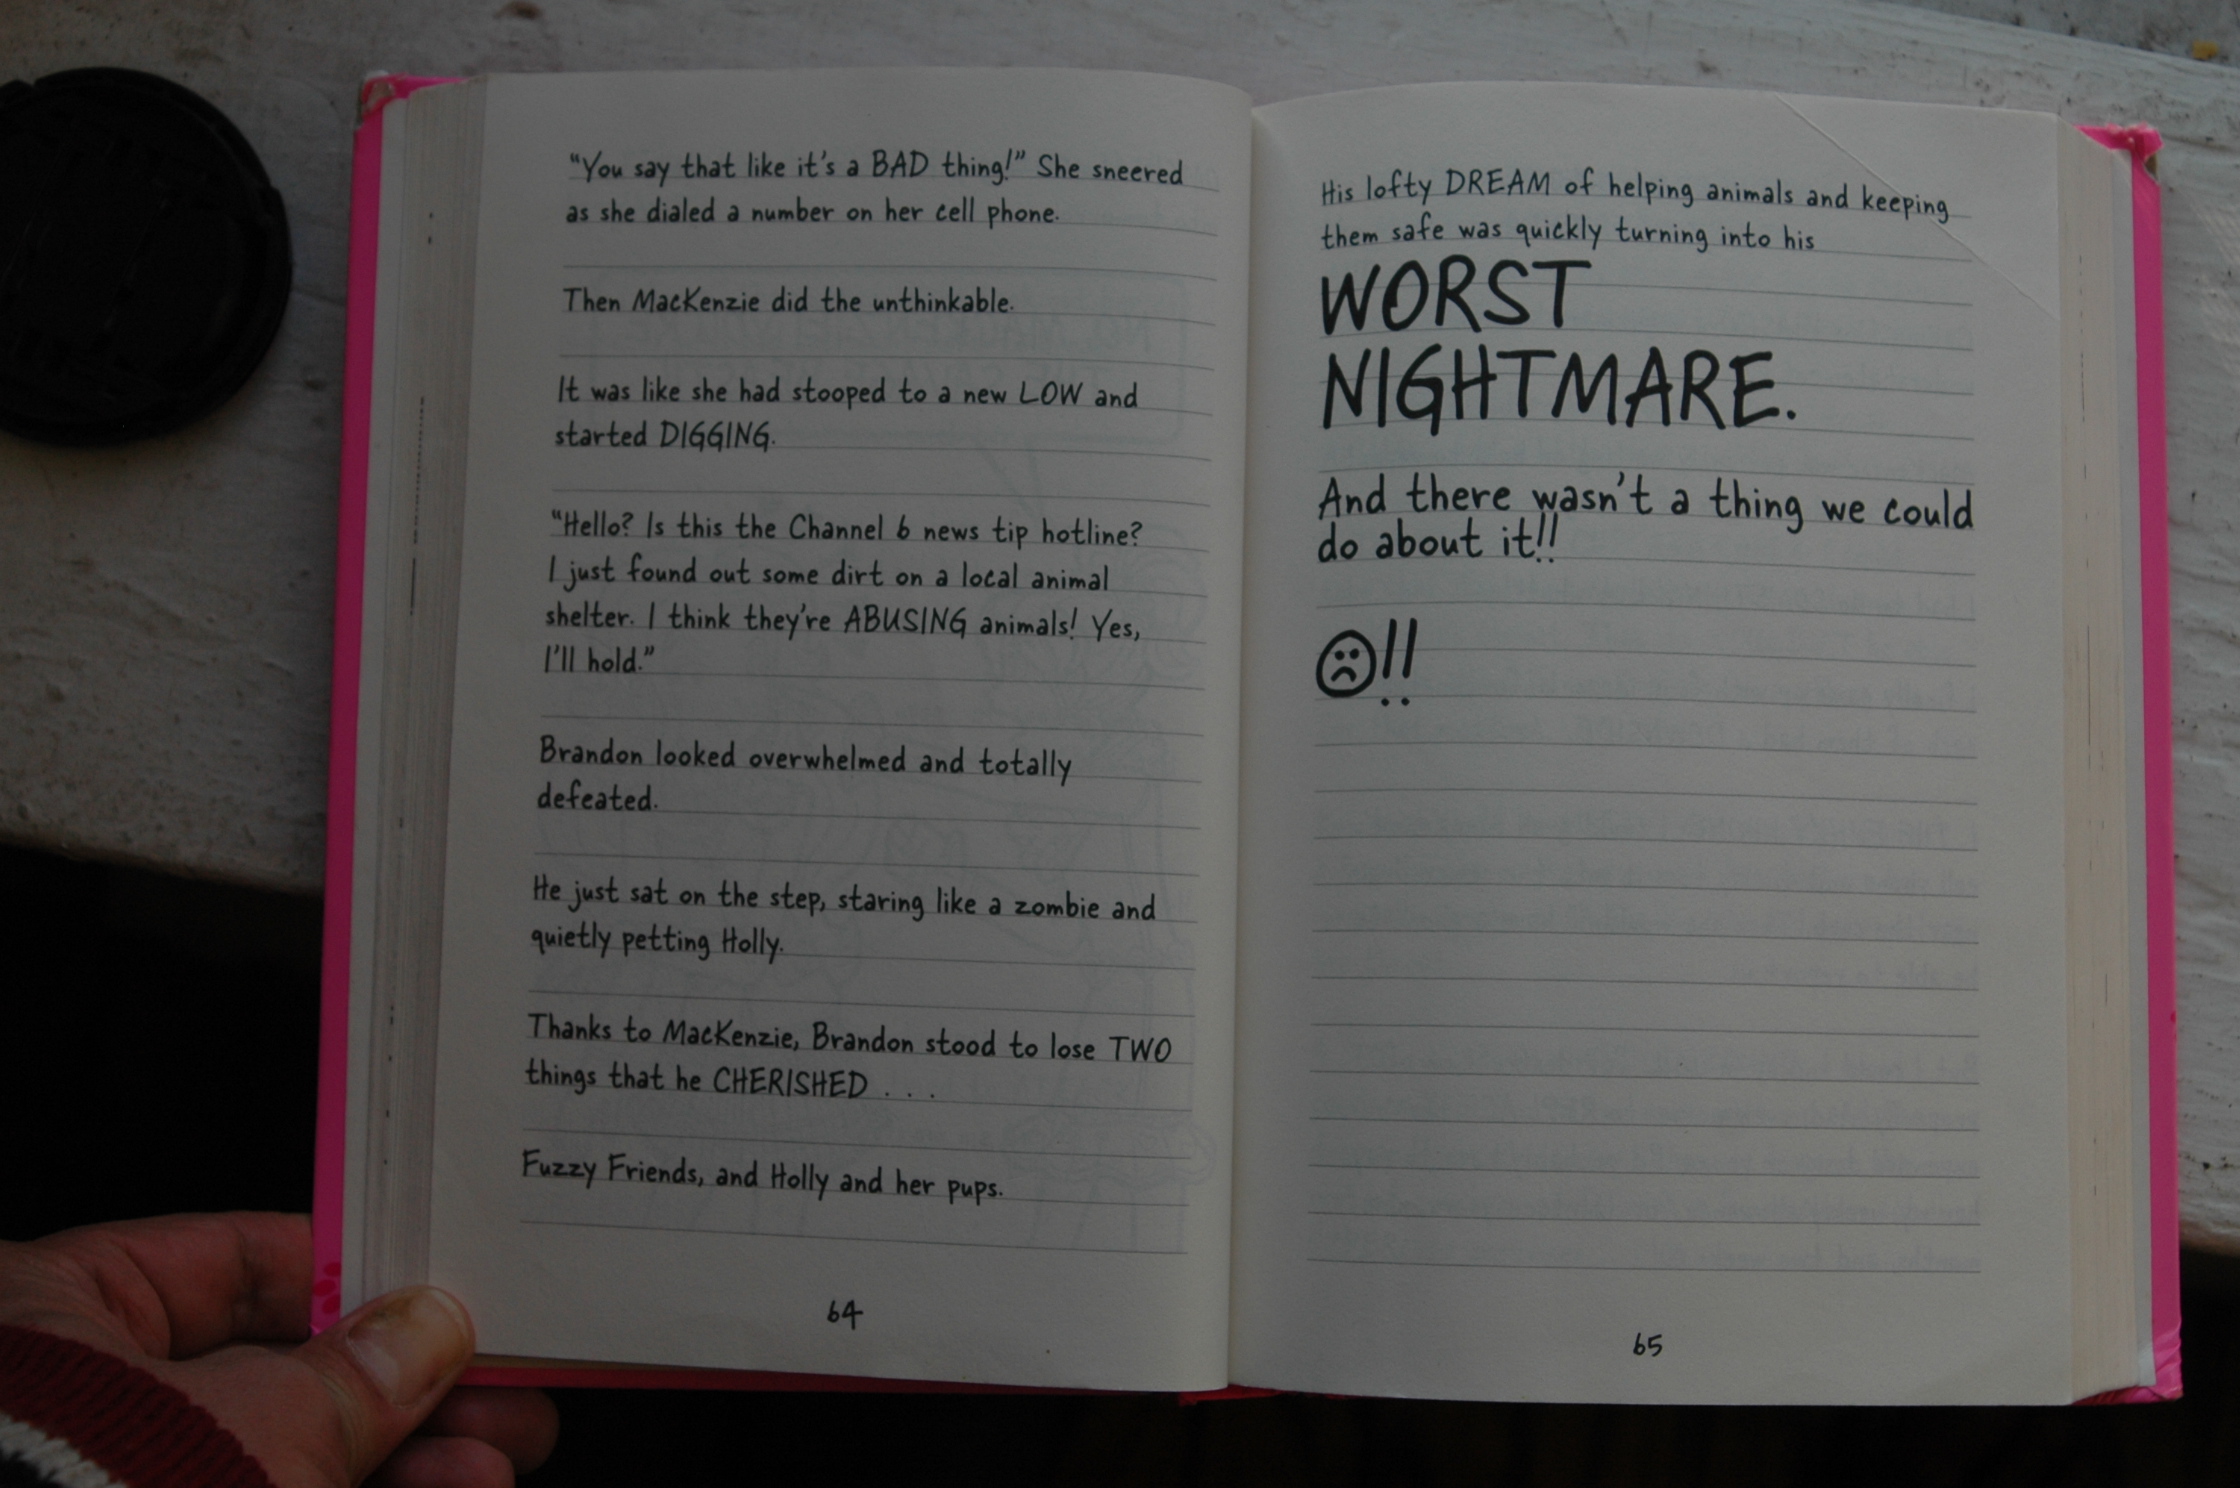 “You say that like it’s a BAD thing!” She sneered
as she dialed a number on her cell phone.
Then MacKenzie did the unthinkable.
It was like she had stooped to a new LOW and
started DIGGING.
“Hello? Is this the Channel 6 news tip hotline?
I just found out some dirt on a local animal
shelter. I think they’re ABUSING animals! Yes,
I’ll hold.”
Brandon looked overwhelmed and totally
defeated.
He just sat on the step, staring like a zombie and
quietly petting Holly.
Thanks to MacKenzie, Brandon stood to lose TWO
things that he CHERISHED . . .
Fuzzy Friends, and Holly and her pups.
64
His lofty DREAM of helping animals and keeping
them safe was quickly turning into his
WORST
NIGHTMARE.
And there wasn’t a thing we could
do about it!!
☹!!
65